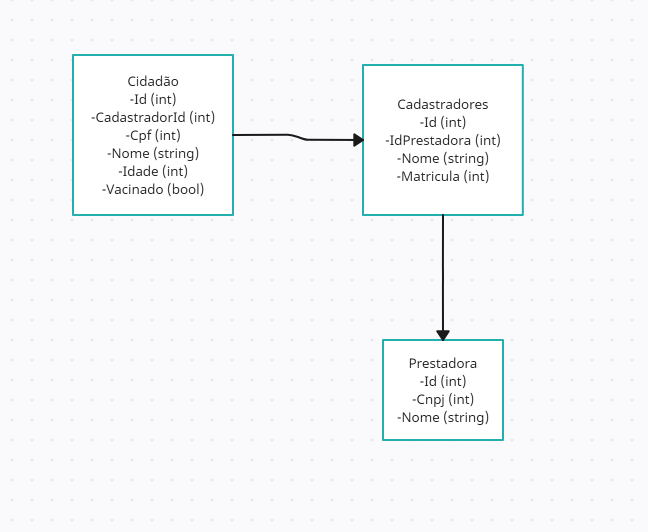 Cidadão
-Id (int)
-CadastradorId (int)
-Cpf (int)
-Nome (string)
-Idade (int)
-Vacinado (bool)
Cadastradores
-Id (int)
-IdPrestadora (int)
-Nome (string)
-Matricula (int)
Prestadora
-Id (int)
-Cnpj (int)
-Nome (string)